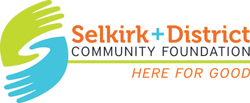 Selkirk+District
COMMUNITY FOUNDATION
HERE FOR GOOD